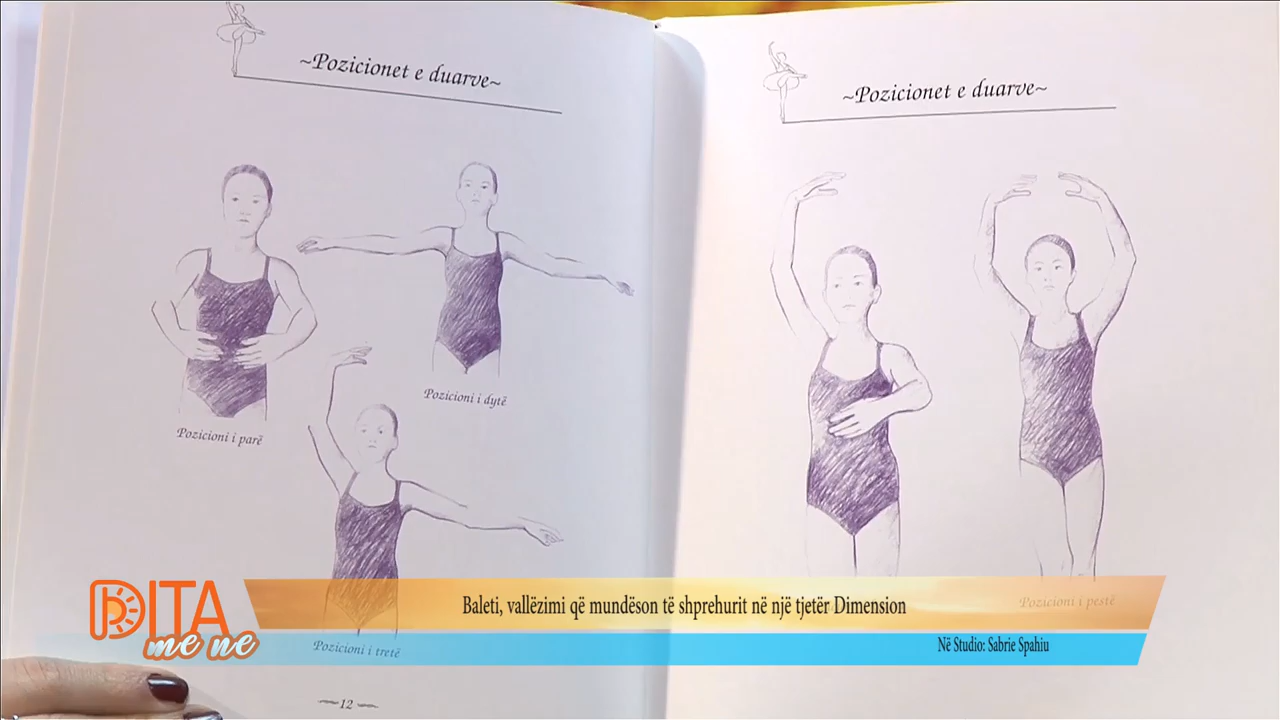 ~Pozicionet e duarve~
Pozicioni i parë
Pozicioni i dytë
Pozicioni i tretë
12
~Pozicionet e duarve~
Pozicioni i pestë
DITA
me ne
Baleti, vallëzimi që mundëson të shprehurit në një tjetër Dimension
Në Studio: Sabrie Spahiu